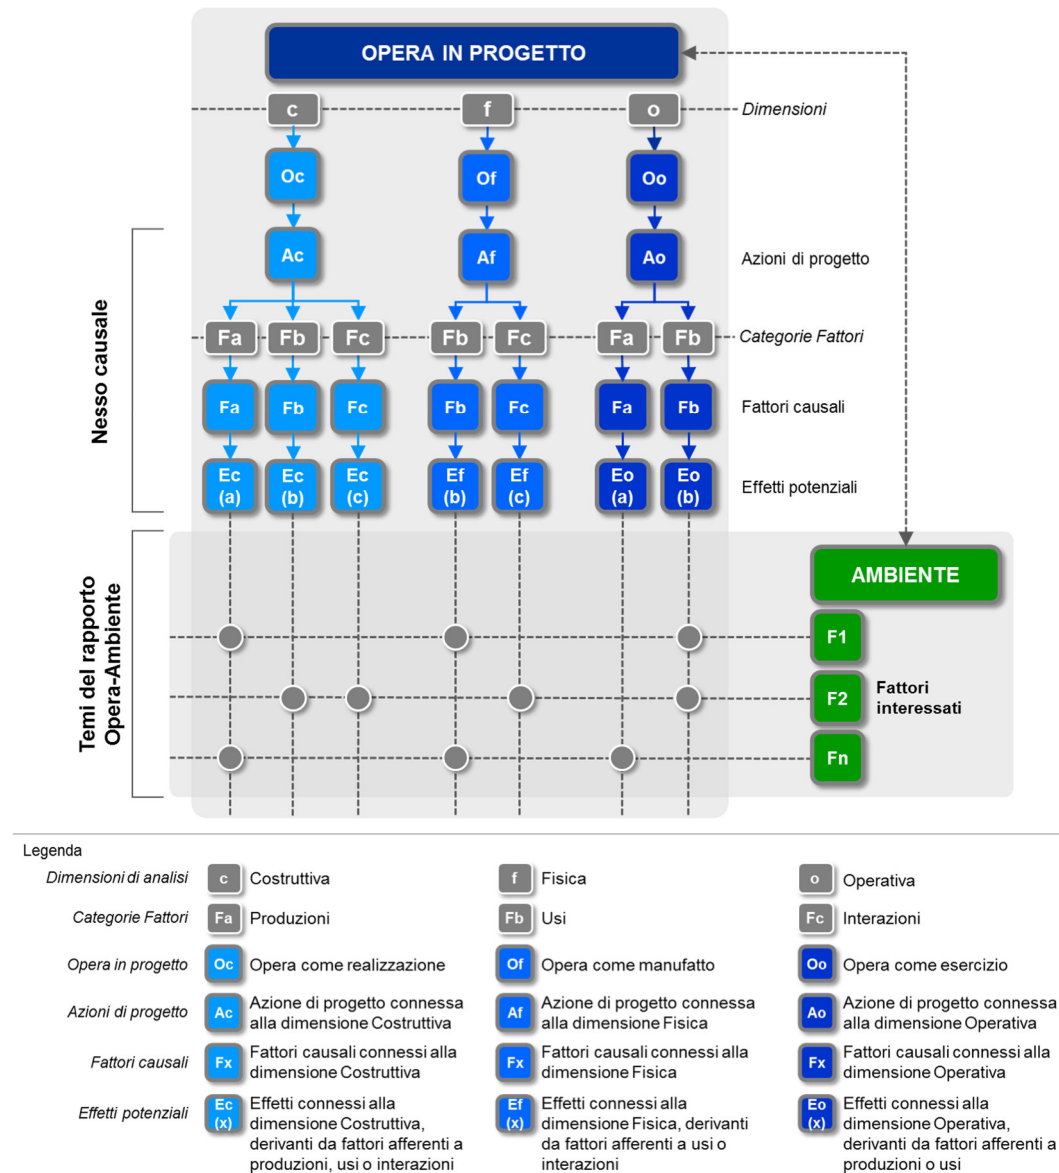 OPERA IN PROGETTO
c f o Dimensioni
Oc Of Oo
Ac Af Ao Azioni di progetto
Fa Fb Fc Fb Fc Fa Fb Categorie Fattori
Fa Fb Fc Fb Fc Fa Fb Fattori causali
Ec Ec Ec Ef Ef Eo Eo
(a) (b) (c) (b) (c) (a) (b)
Effetti potenziali
Nesso causale
AMBIENTE
F1
F2
Fn
Fattori
interessati
Temi del rapporto
Opera-Ambiente
Legenda
Dimensioni di analisi c Costruttiva f Fisica o Operativa
Categorie Fattori Fa Produzioni Fb Usi Fc Interazioni
Opera in progetto Oc Opera come realizzazione Of Opera come manufatto Oo Opera come esercizio
Azioni di progetto
Ac Azione di progetto connessa
alla dimensione Costruttiva
Af Azione di progetto connessa
alla dimensione Fisica
Ao Azione di progetto connessa
alla dimensione Operativa
Fattori causali
Fx Fattori causali connessi alla
dimensione Costruttiva
Fx Fattori causali connessi alla
dimensione Fisica
Fx Fattori causali connessi alla
dimensione Operativa
Effetti potenziali
Ec
(x)
Effetti connessi alla
dimensione Costruttiva,
derivanti da fattori afferenti a
produzioni, usi o interazioni
Ef
(x)
Effetti connessi alla
dimensione Fisica, derivanti
da fattori afferenti a usi o
interazioni
Eo
(x)
Effetti connessi alla
dimensione Operativa,
derivanti da fattori afferenti a
produzioni o usi